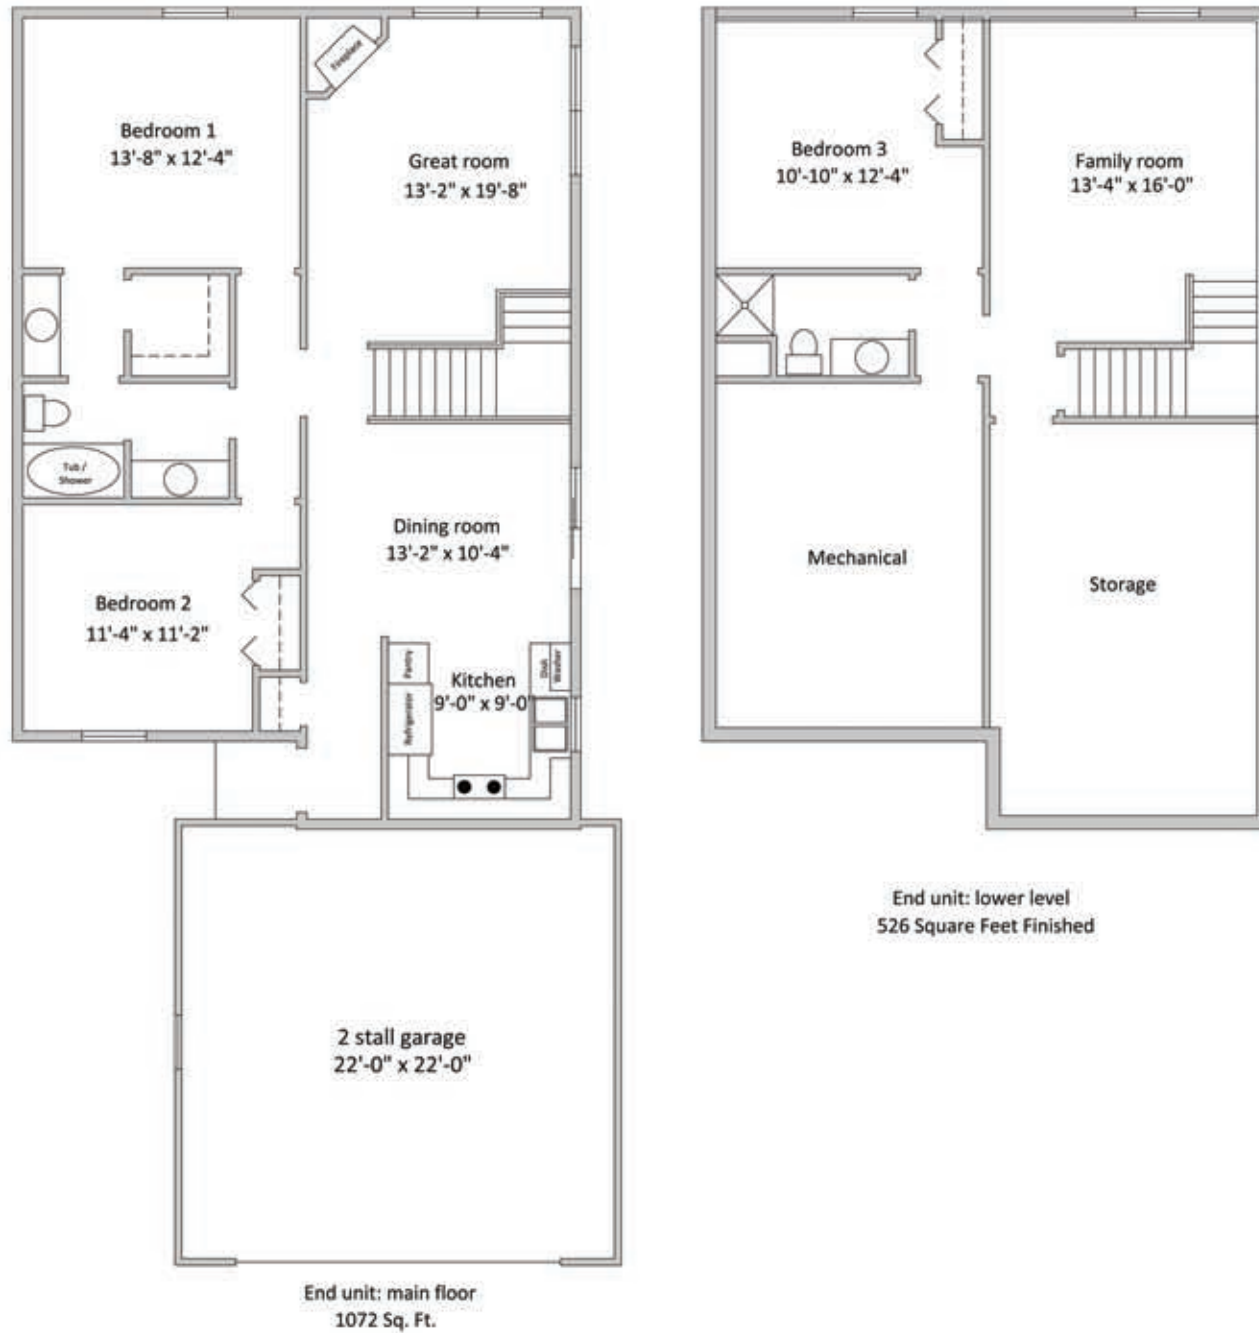 Fireplace
Bedroom 1
13'-8" x 12'-4"
Great room
13'-2" x 19'-8"
Tub /
Shower
Dining room
13'-2" x 10'-4"
Bedroom 2
11'-4" x 11'-2"
Pantry
Refrigerator
Kitchen
9'-0" x 9'-0"
Dish
Washer
2 stall garage
22'-0" x 22'-0"
End unit: main floor
1072 Sq. Ft.
Bedroom 3
10'-10" x 12'-4"
Family room
13'-4" x 16'-0"
Mechanical
Storage
End unit: lower level
526 Square Feet Finished